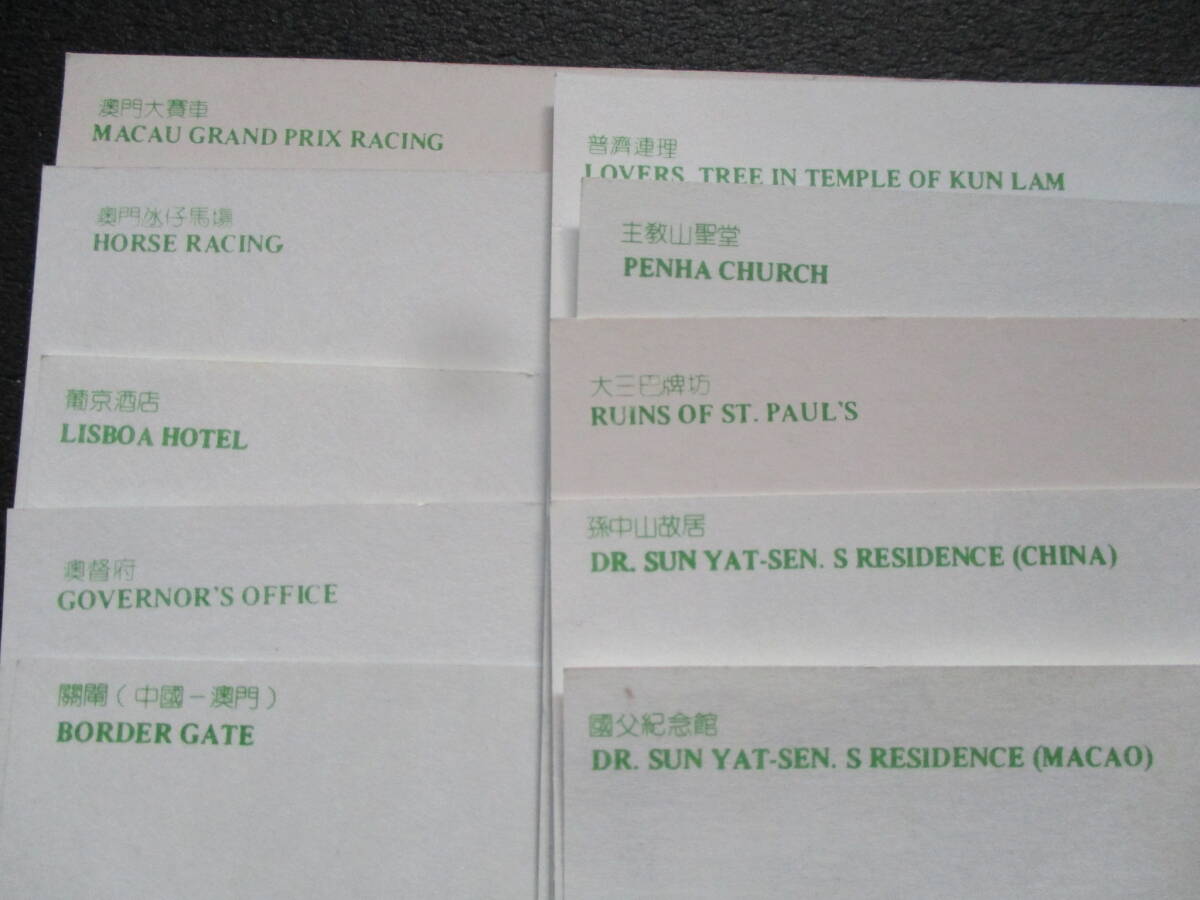 澳門大賽車
MACAU GRAND PRIX RACING
澳門氹仔馬場
HORSE RACING
葡京酒店
LISBOA HOTEL
澳督府
GOVERNOR'S OFFICE
關閘(中國－澳門)
BORDER GATE
普濟連理
LOVERS, TREE IN TEMPLE OF KUN LAM
主教山聖堂
PENHA CHURCH
大三巴牌坊
RUINS OF ST. PAUL'S
孫中山故居
DR. SUN YAT-SEN. S RESIDENCE (CHINA)
國父紀念館
DR. SUN YAT-SEN. S RESIDENCE (MACAO)